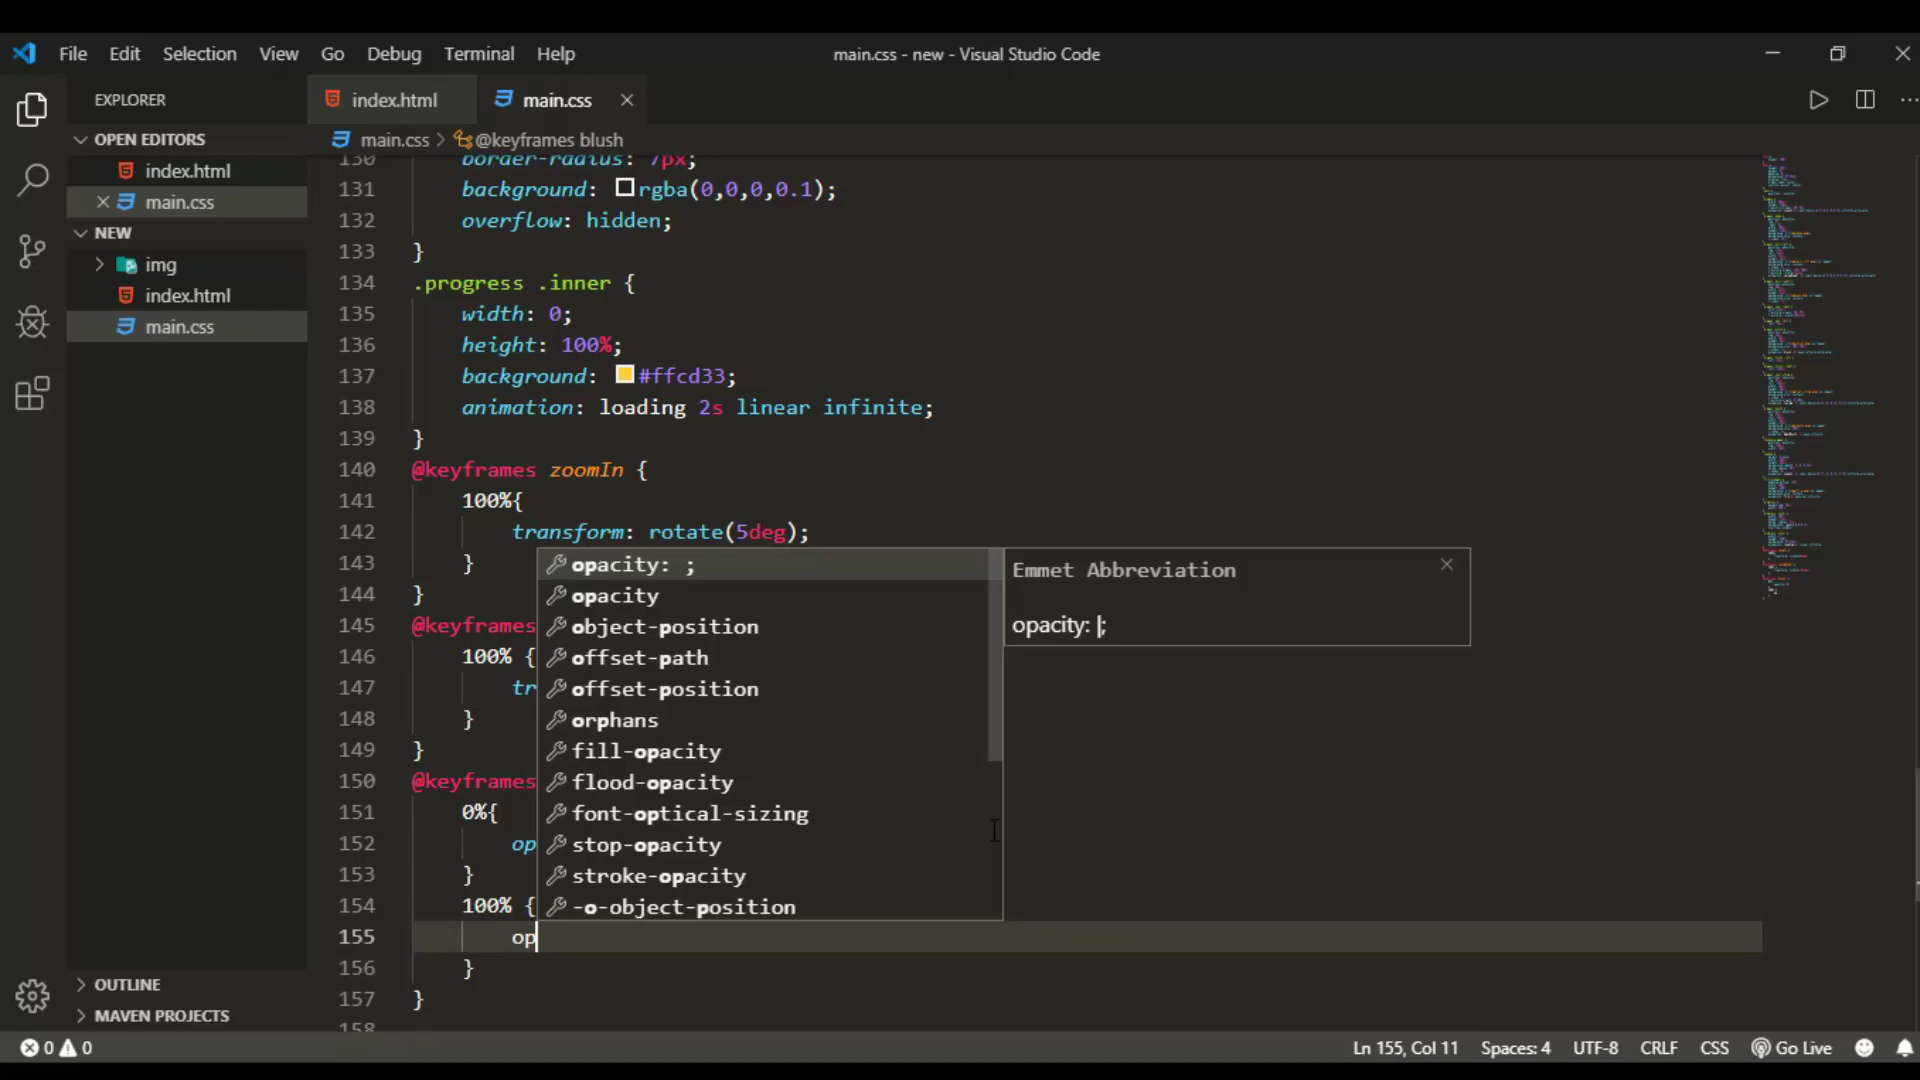 File Edit Selection View Go Debug Terminal Help
main.css - new - Visual Studio Code
EXPLORER
OPEN EDITORS
index.html
main.css
NEW
img
index.html
main.css
OUTLINE
MAVEN PROJECTS
index.html
main.css
main.css > @keyframes blush
130 border-radius: 7px;
131 background: rgba(0,0,0,0.1);
132 overflow: hidden;
133 }
134 .progress .inner {
135 width: 0;
136 height: 100%;
137 background: #ffcd33;
138 animation: loading 2s linear infinite;
139 }
140 @keyframes zoomIn {
141 100%{
142 transform: rotate(5deg);
143 }
144 }
145 @keyframes
146 100% {
147 tr
148 }
149 }
150 @keyframes
151 0%{
152 op
153 }
154 100% {
155 op
156 }
157 }
158
opacity: ;
opacity
object-position
offset-path
offset-position
orphans
fill-opacity
flood-opacity
font-optical-sizing
stop-opacity
stroke-opacity
-o-object-position
Emmet Abbreviation
opacity: |;
0 0
Ln 155, Col 11 Spaces: 4 UTF-8 CRLF CSS Go Live